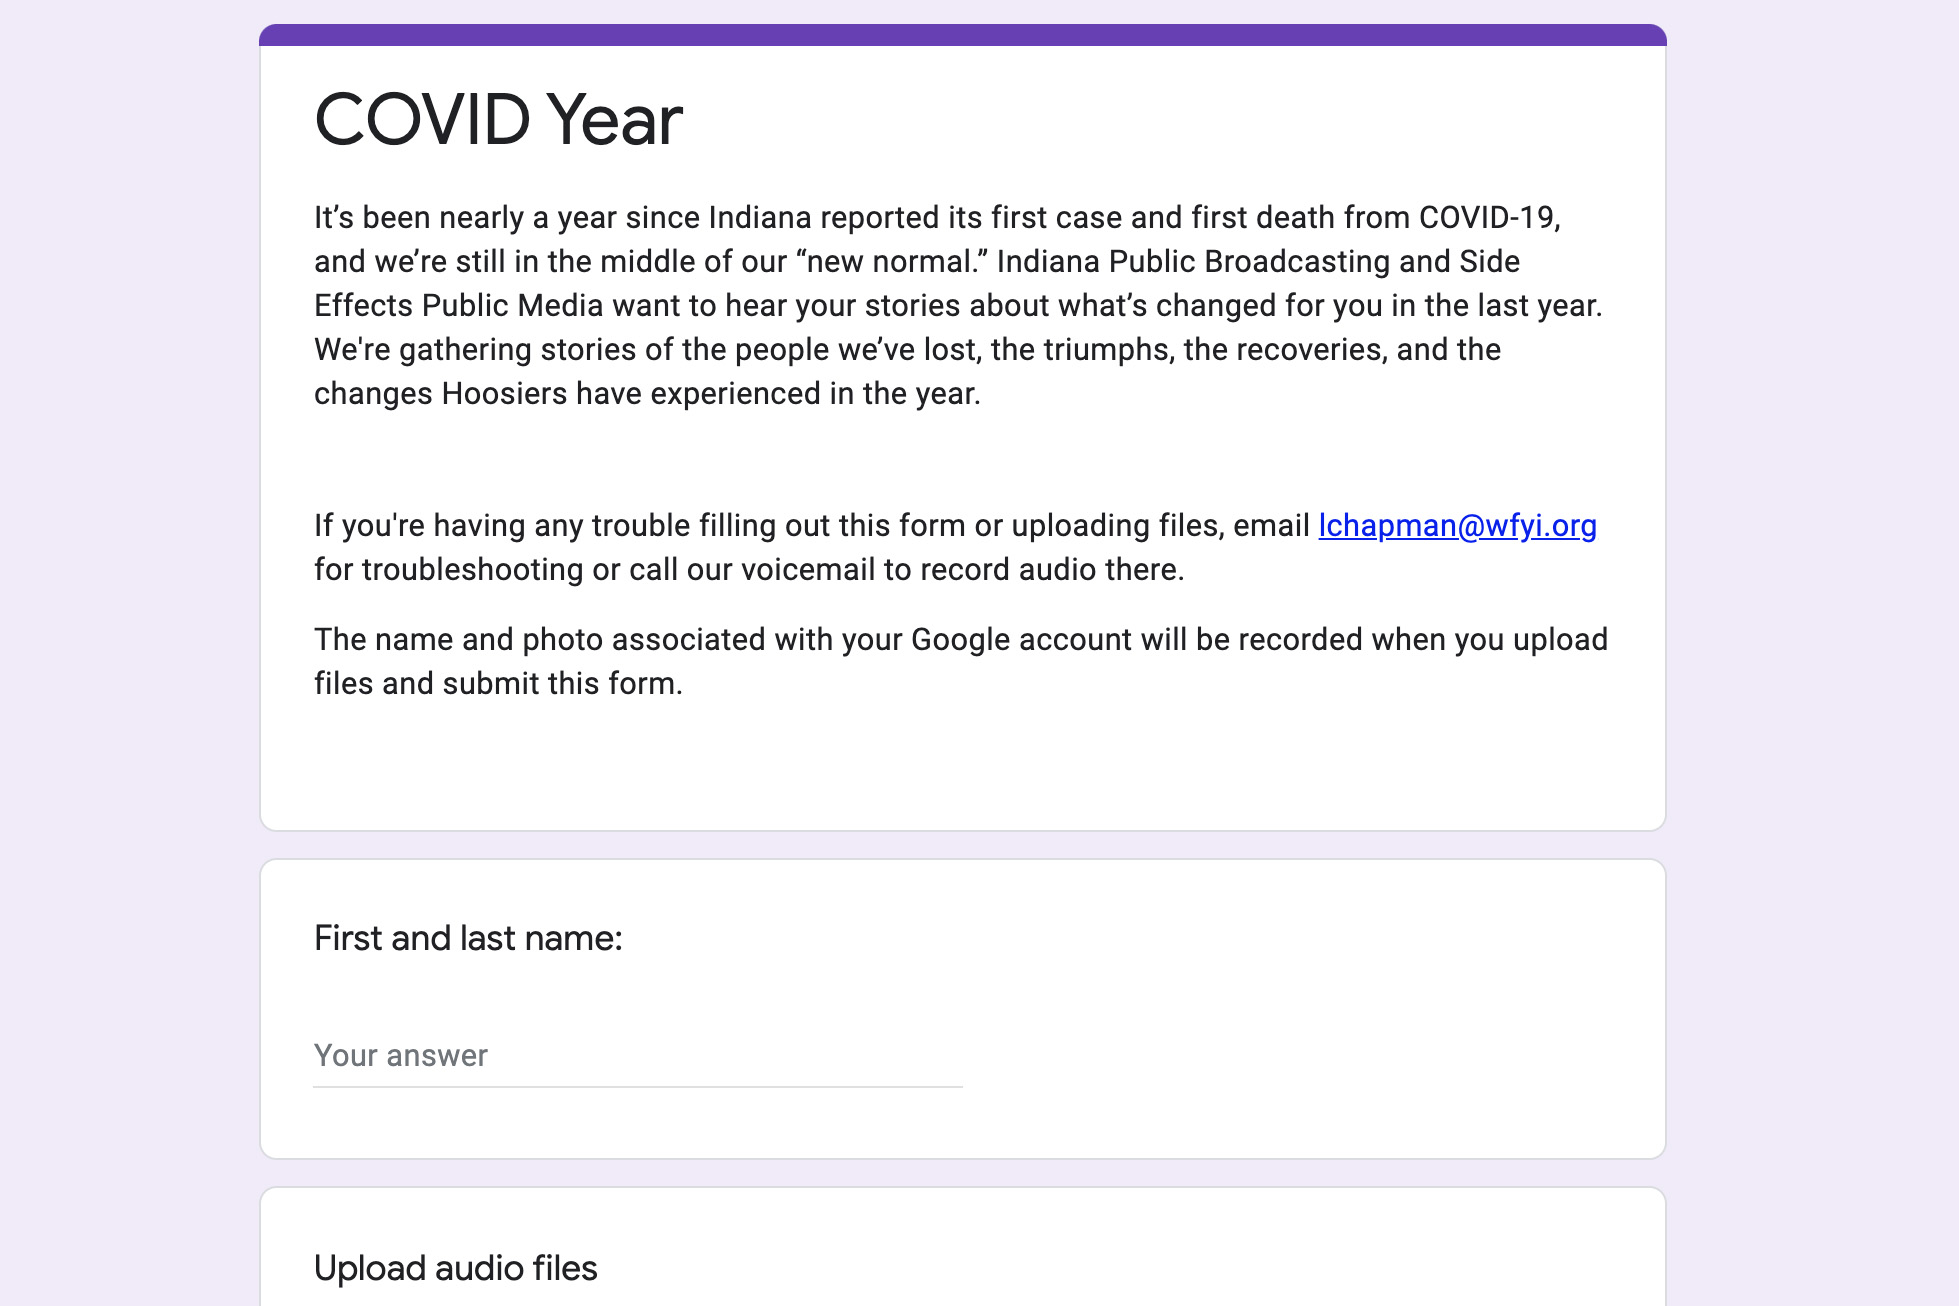 COVID Year
It’s been nearly a year since Indiana reported its first case and first death from COVID-19,
and we’re still in the middle of our “new normal.” Indiana Public Broadcasting and Side
Effects Public Media want to hear your stories about what’s changed for you in the last year.
We're gathering stories of the people we’ve lost, the triumphs, the recoveries, and the
changes Hoosiers have experienced in the year.
If you're having any trouble filling out this form or uploading files, email lchapman@wfyi.org
for troubleshooting or call our voicemail to record audio there.
The name and photo associated with your Google account will be recorded when you upload
files and submit this form.
First and last name:
Your answer
Upload audio files